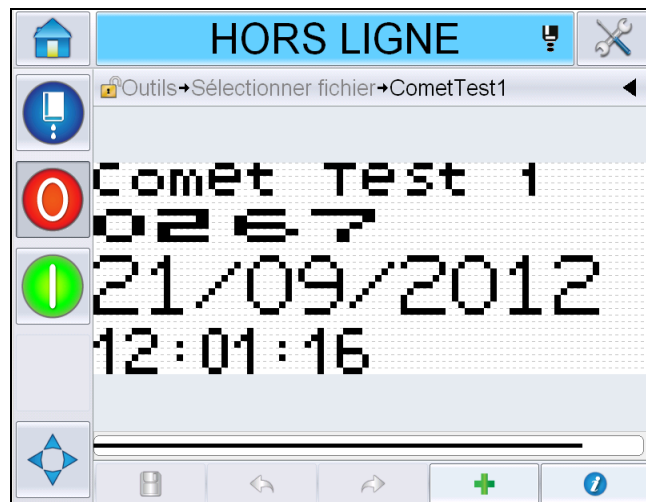 HORS LIGNE
Outils→Sélectionner fichier→CometTest1
Comet Test 1
0267
21/09/2012
12:01:16